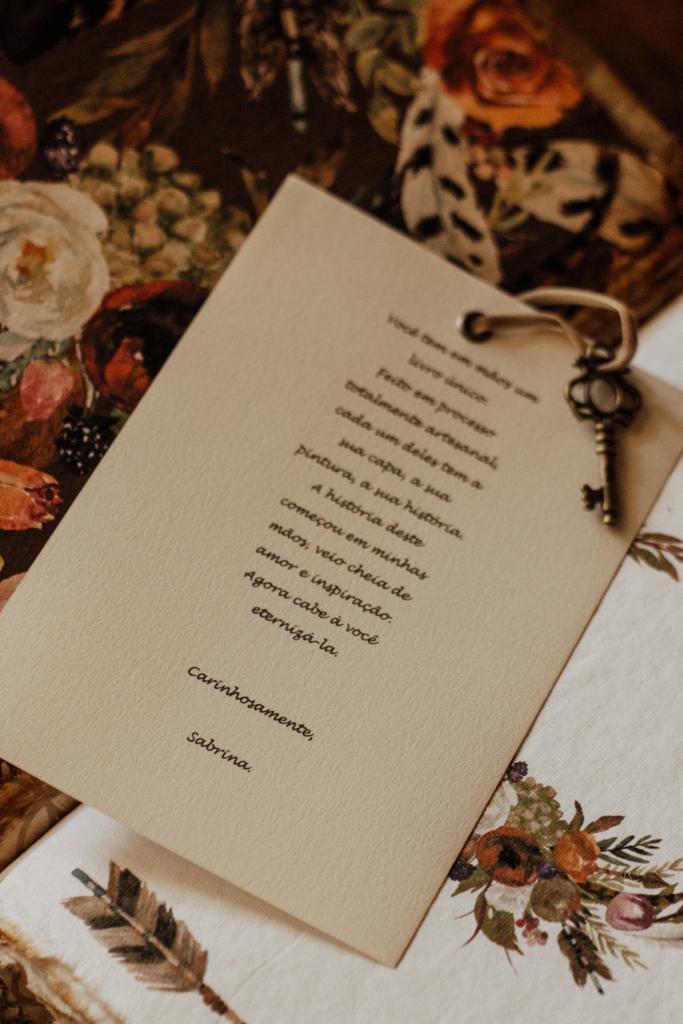 Você tem em mãos um
livro único.
Feito em processo
totalmente artesanal,
cada um deles tem a
sua capa, a sua
pintura, a sua história.
A história deste
começou em minhas
mãos, veio cheia de
amor e inspiração.
Agora cabe à você
eternizá-la.
Carinhosamente,
Sabrina.